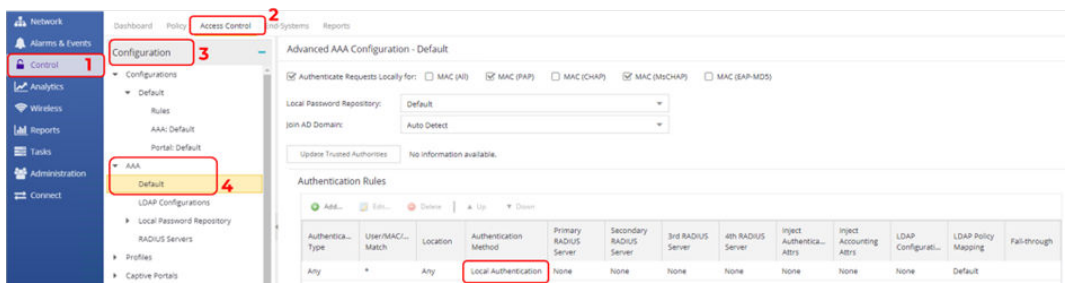 Network
Alarms & Events
Control
Analytics
Wireless
Reports
Tasks
Administration
Connect
1
Dashboard Policy Access Control End-Systems Reports
2
Configuration
3
Configurations
Default
Rules
AAA: Default
Portal: Default
AAA
Default
4
LDAP Configurations
Local Password Repository
RADIUS Servers
Profiles
Captive Portals
Advanced AAA Configuration - Default
Authenticate Requests Locally for: MAC (All) MAC (PAP) MAC (CHAP) MAC (MsCHAP) MAC (EAP-MD5)
Local Password Repository: Default
Join AD Domain: Auto Detect
Update Trusted Authorities No information available.
Authentication Rules
Add... Edit... Delete Up Down
Authentica... Type User/MAC/... Match Location Authentication Method Primary RADIUS Server Secondary RADIUS Server 3rd RADIUS Server 4th RADIUS Server Inject Authentica... Attrs Inject Accounting Attrs LDAP Configurati... LDAP Policy Mapping Fall-through
Any * Any Local Authentication None None None None None None None Default